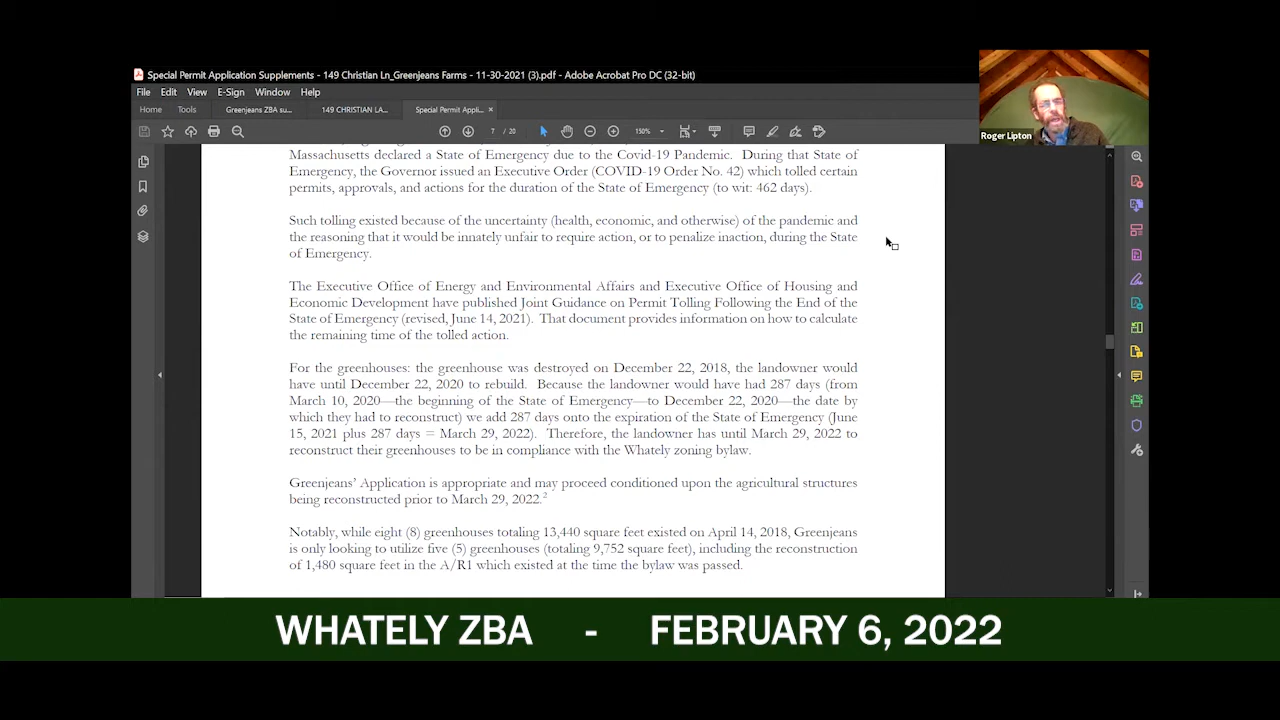 Special Permit Application Supplements - 149 Christian Ln_Greenjeans Farms - 11-30-2021 (3).pdf - Adobe Acrobat Pro DC (32-bit)
File Edit View E-Sign Window Help
Home Tools Greenjeans ZBA su... 149 CHRISTIAN LA... Special Permit Appli... ×
7 / 20 150%
Roger Lipton
Massachusetts declared a State of Emergency due to the Covid-19 Pandemic. During that State of
Emergency, the Governor issued an Executive Order (COVID-19 Order No. 42) which tolled certain
permits, approvals, and actions for the duration of the State of Emergency (to wit: 462 days).
Such tolling existed because of the uncertainty (health, economic, and otherwise) of the pandemic and
the reasoning that it would be innately unfair to require action, or to penalize inaction, during the State
of Emergency.
The Executive Office of Energy and Environmental Affairs and Executive Office of Housing and
Economic Development have published Joint Guidance on Permit Tolling Following the End of the
State of Emergency (revised, June 14, 2021). That document provides information on how to calculate
the remaining time of the tolled action.
For the greenhouses: the greenhouse was destroyed on December 22, 2018, the landowner would
have until December 22, 2020 to rebuild. Because the landowner would have had 287 days (from
March 10, 2020—the beginning of the State of Emergency—to December 22, 2020—the date by
which they had to reconstruct) we add 287 days onto the expiration of the State of Emergency (June
15, 2021 plus 287 days = March 29, 2022). Therefore, the landowner has until March 29, 2022 to
reconstruct their greenhouses to be in compliance with the Whately zoning bylaw.
Greenjeans' Application is appropriate and may proceed conditioned upon the agricultural structures
being reconstructed prior to March 29, 2022.2
Notably, while eight (8) greenhouses totaling 13,440 square feet existed on April 14, 2018, Greenjeans
is only looking to utilize five (5) greenhouses (totaling 9,752 square feet), including the reconstruction
of 1,480 square feet in the A/R1 which existed at the time the bylaw was passed.
WHATELY ZBA - FEBRUARY 6, 2022